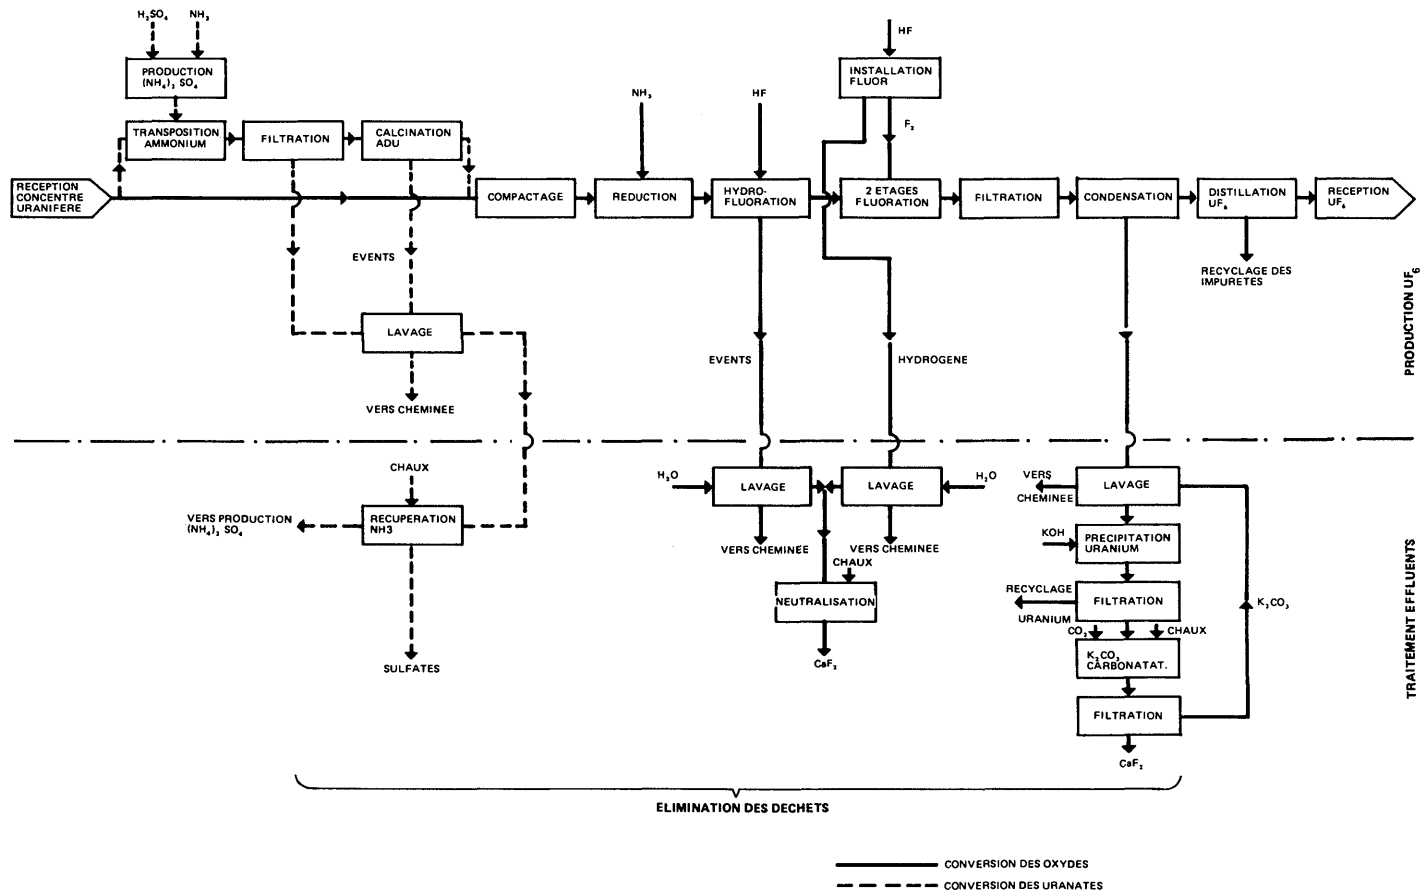 H₂SO₄
NH₃
PRODUCTION
(NH₄)₂ SO₄
TRANSPOSITION
AMMONIUM
FILTRATION
CALCINATION
ADU
NH₃
HF
HF
INSTALLATION
FLUOR
F₂
RECEPTION
CONCENTRE
URANIFERE
COMPACTAGE
REDUCTION
HYDRO-
FLUORATION
2 ETAGES
FLUORATION
FILTRATION
CONDENSATION
DISTILLATION
UF₆
RECEPTION
UF₆
EVENTS
RECYCLAGE DES
IMPURETES
LAVAGE
VERS CHEMINEE
EVENTS
HYDROGENE
PRODUCTION UF₆
CHAUX
VERS PRODUCTION
(NH₄)₂ SO₄
RECUPERATION
NH3
SULFATES
H₂O
LAVAGE
LAVAGE
H₂O
VERS CHEMINEE
VERS CHEMINEE
CHAUX
NEUTRALISATION
CaF₂
VERS
CHEMINEE
LAVAGE
KOH
PRECIPITATION
URANIUM
RECYCLAGE
URANIUM
FILTRATION
K₂CO₃
CO₂
CHAUX
K₂CO₃
CARBONATAT.
FILTRATION
CaF₂
TRAITEMENT EFFLUENTS
ELIMINATION DES DECHETS
CONVERSION DES OXYDES
CONVERSION DES URANATES